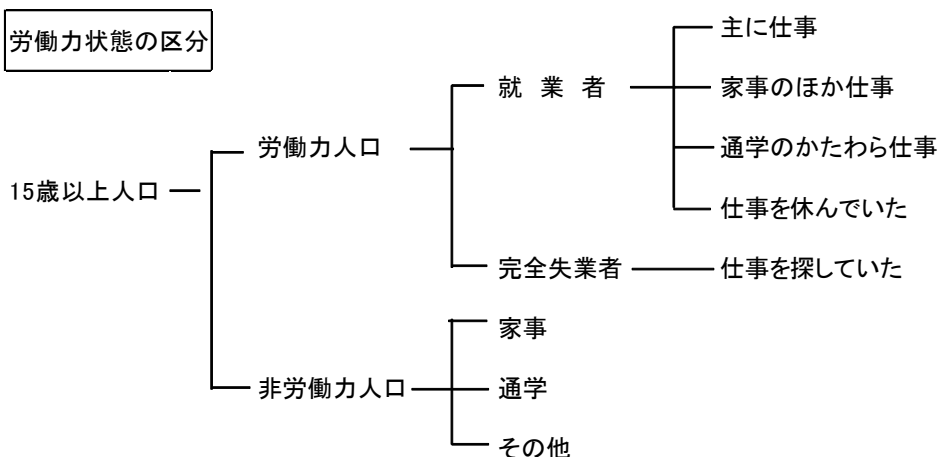 労働力状態の区分
15歳以上人口
労働力人口
就 業 者
主に仕事
家事のほか仕事
通学のかたわら仕事
仕事を休んでいた
完全失業者
仕事を探していた
非労働力人口
家事
通学
その他